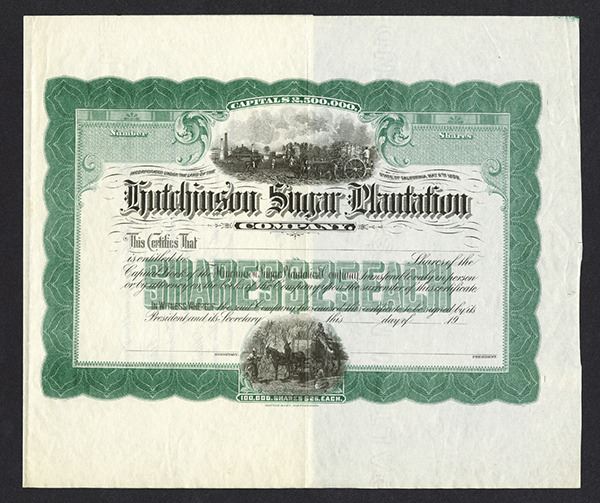 CAPITAL $2,500,000.
Number
Shares
INCORPORATED UNDER THE LAWS OF THE
STATE OF CALIFORNIA, MAY 9TH 1898.
Hutchinson Sugar Plantation
COMPANY.
This Certifies That
is entitled to Shares of the
Capital Stock of the Hutchinson Sugar Plantation Company, transferable only in person
or by attorney on the books of the Company upon the surrender of this certificate.
IN WITNESS WHEREOF the said Company has caused this certificate to be signed by its
President and its Secretary this day of 19
SHARES $25 EACH
SECRETARY. PRESIDENT.
100,000. SHARES $25. EACH.